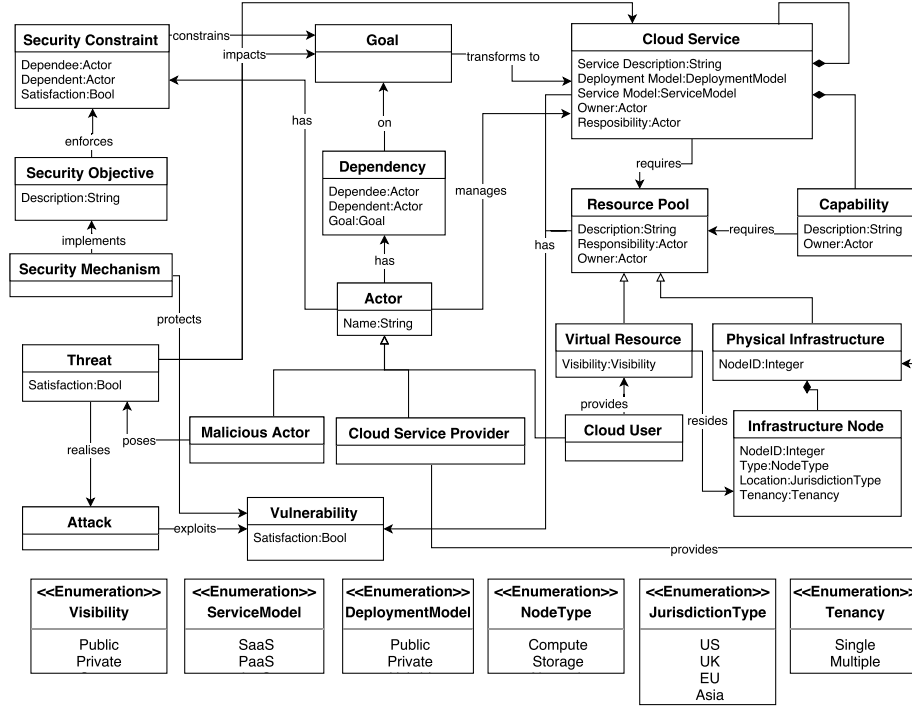 Security Constraint
Dependee:Actor
Dependent:Actor
Satisfaction:Bool
constrains
impacts
Goal
transforms to
Cloud Service
Service Description:String
Deployment Model:DeploymentModel
Service Model:ServiceModel
Owner:Actor
Resposibility:Actor
has
on
enforces
Security Objective
Description:String
Dependency
Dependee:Actor
Dependent:Actor
Goal:Goal
manages
requires
Resource Pool
Description:String
Responsibility:Actor
Owner:Actor
requires
Capability
Description:String
Owner:Actor
implements
Security Mechanism
has
has
Actor
Name:String
protects
Threat
Satisfaction:Bool
Virtual Resource
Visibility:Visibility
Physical Infrastructure
NodeID:Integer
provides
resides
realises
poses
Malicious Actor
Cloud Service Provider
Cloud User
Infrastructure Node
NodeID:Integer
Type:NodeType
Location:JurisdictionType
Tenancy:Tenancy
Attack
exploits
Vulnerability
Satisfaction:Bool
provides
<<Enumeration>>
Visibility
Public
Private
<<Enumeration>>
ServiceModel
SaaS
PaaS
<<Enumeration>>
DeploymentModel
Public
Private
<<Enumeration>>
NodeType
Compute
Storage
<<Enumeration>>
JurisdictionType
US
UK
EU
Asia
<<Enumeration>>
Tenancy
Single
Multiple